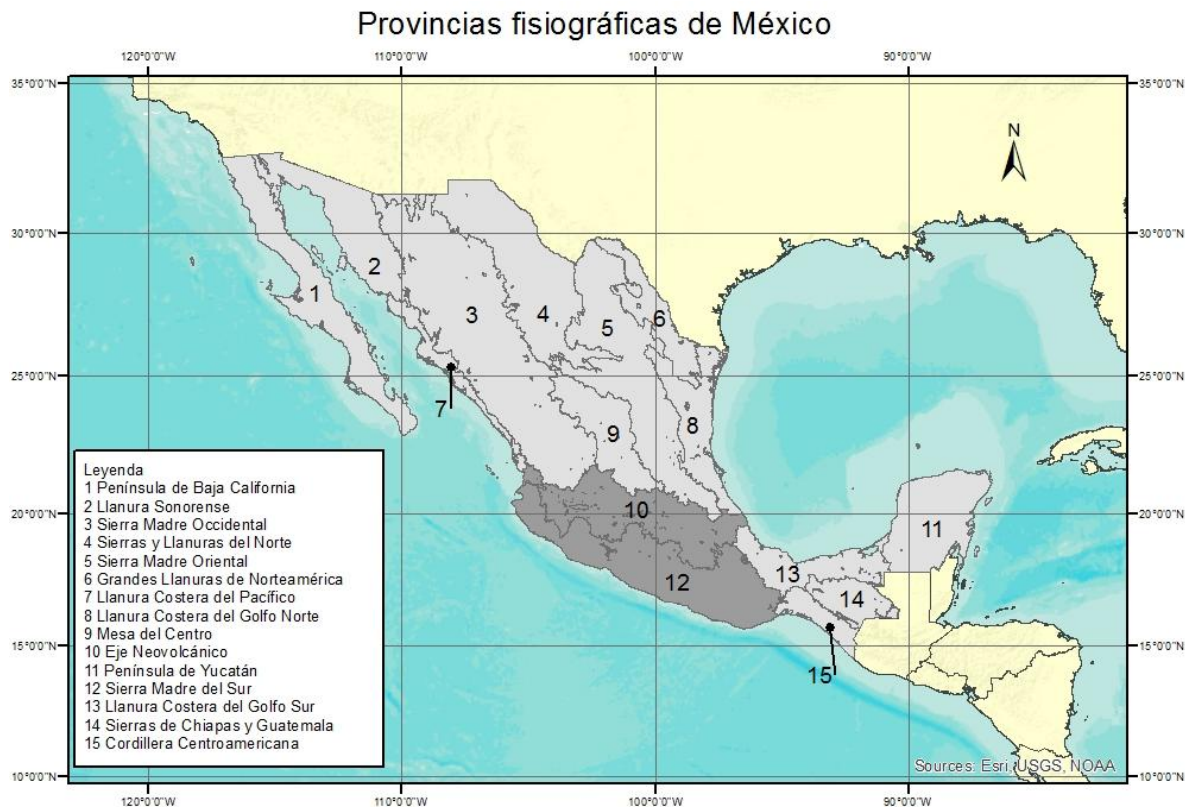 Provincias fisiográficas de México
120°0'0"W 110°0'0"W 100°0'0"W 90°0'0"W
35°0'0"N 35°0'0"N
N
30°0'0"N 30°0'0"N
2
1
3 4 5 6
25°0'0"N 25°0'0"N
7
9 8
20°0'0"N 10 11 20°0'0"N
12 13 14
15°0'0"N 15°0'0"N
15
Leyenda
1 Península de Baja California
2 Llanura Sonorense
3 Sierra Madre Occidental
4 Sierras y Llanuras del Norte
5 Sierra Madre Oriental
6 Grandes Llanuras de Norteamérica
7 Llanura Costera del Pacífico
8 Llanura Costera del Golfo Norte
9 Mesa del Centro
10 Eje Neovolcánico
11 Península de Yucatán
12 Sierra Madre del Sur
13 Llanura Costera del Golfo Sur
14 Sierras de Chiapas y Guatemala
15 Cordillera Centroamericana
Sources: Esri, USGS, NOAA
10°0'0"N 10°0'0"N
120°0'0"W 110°0'0"W 100°0'0"W 90°0'0"W